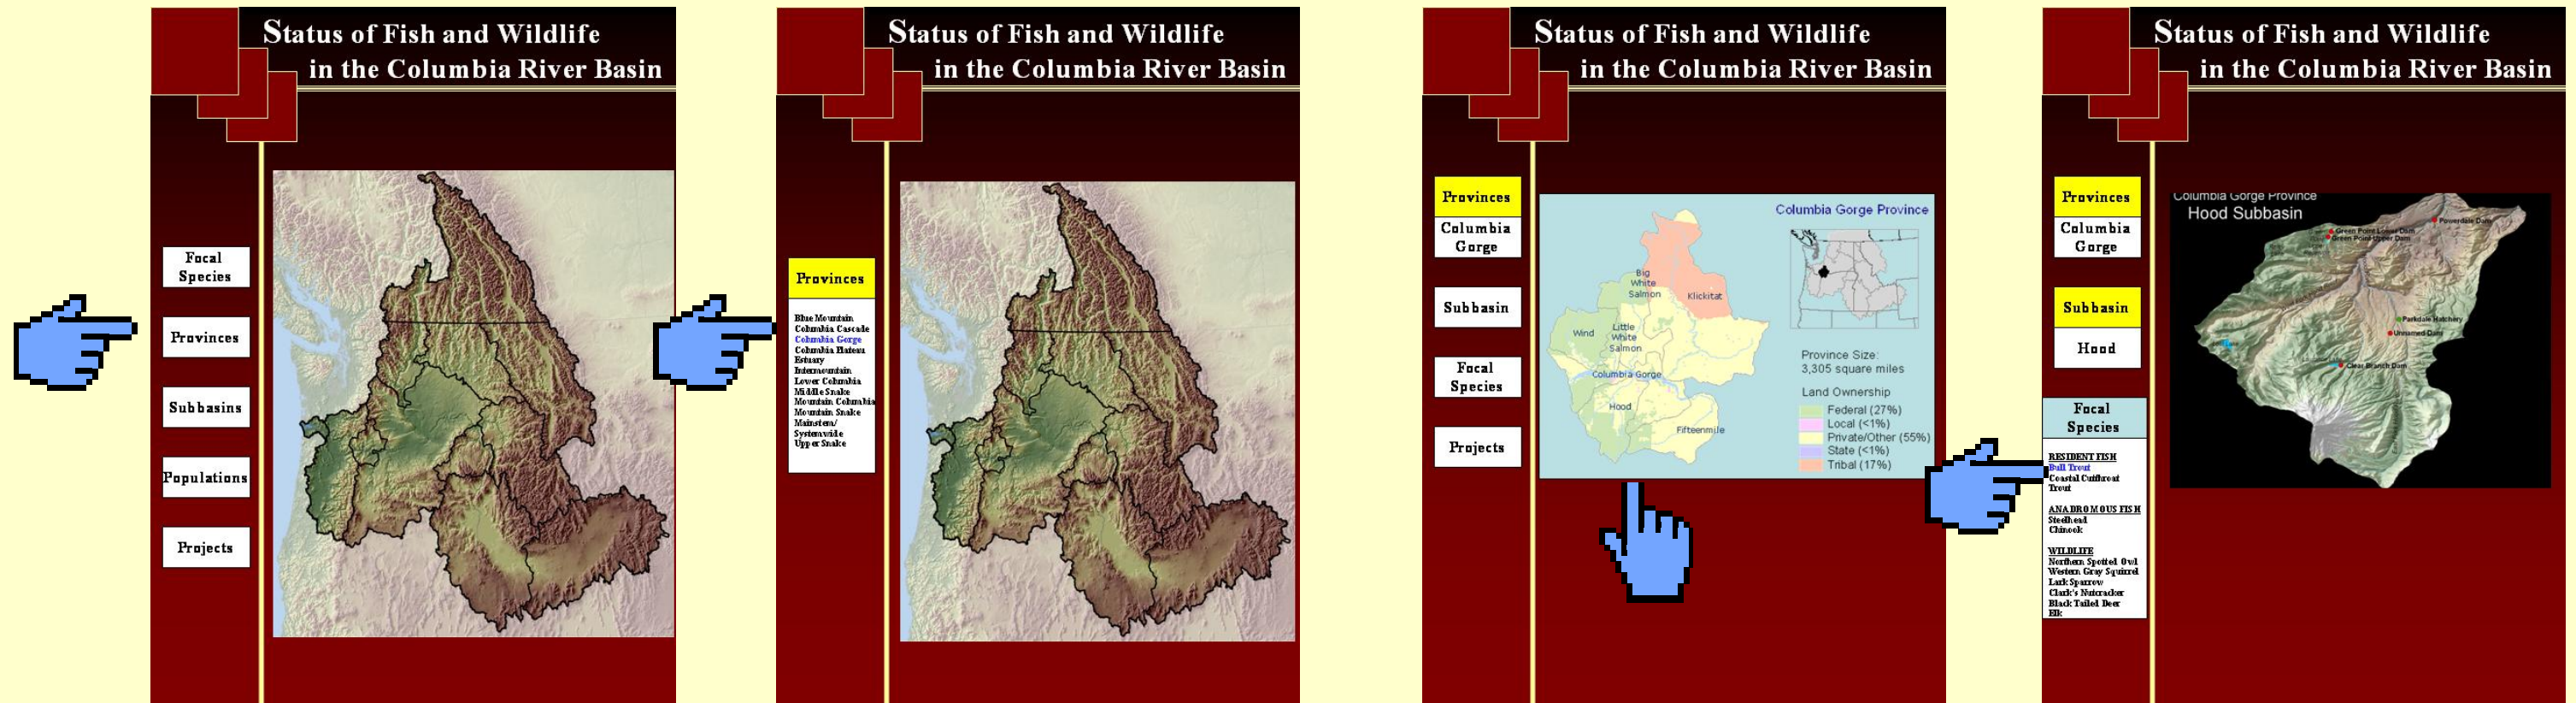 Status of Fish and Wildlife
in the Columbia River Basin
Focal
Species
Provinces
Subbasins
Populations
Projects
Status of Fish and Wildlife
in the Columbia River Basin
Provinces
Blue Mountain
Columbia Cascade
Columbia Gorge
Columbia Plateau
Estuary
Intermountain
Lower Columbia
Middle Snake
Mountain Columbia
Mountain Snake
Mainstem/
Systemwide
Upper Snake
Status of Fish and Wildlife
in the Columbia River Basin
Provinces
Columbia
Gorge
Subbasin
Focal
Species
Projects
Columbia Gorge Province
Big
White
Salmon
Klickitat
Wind
Little
White
Salmon
Columbia Gorge
Hood
Fifteenmile
Province Size:
3,305 square miles
Land Ownership
Federal (27%)
Local (<1%)
Private/Other (55%)
State (<1%)
Tribal (17%)
Status of Fish and Wildlife
in the Columbia River Basin
Provinces
Columbia
Gorge
Subbasin
Hood
Focal
Species
RESIDENT FISH
Bull Trout
Coastal Cutthroat
Trout
ANADROMOUS FISH
Steelhead
Chinook
WILDLIFE
Northern Spotted Owl
Western Gray Squirrel
Lark Sparrow
Clark's Nutcracker
Black Tailed Deer
Elk
Columbia Gorge Province
Hood Subbasin
Powerdale Dam
Green Point Lower Dam
Green Point Upper Dam
Parkdale Hatchery
Unnamed Dam
Clear Branch Dam